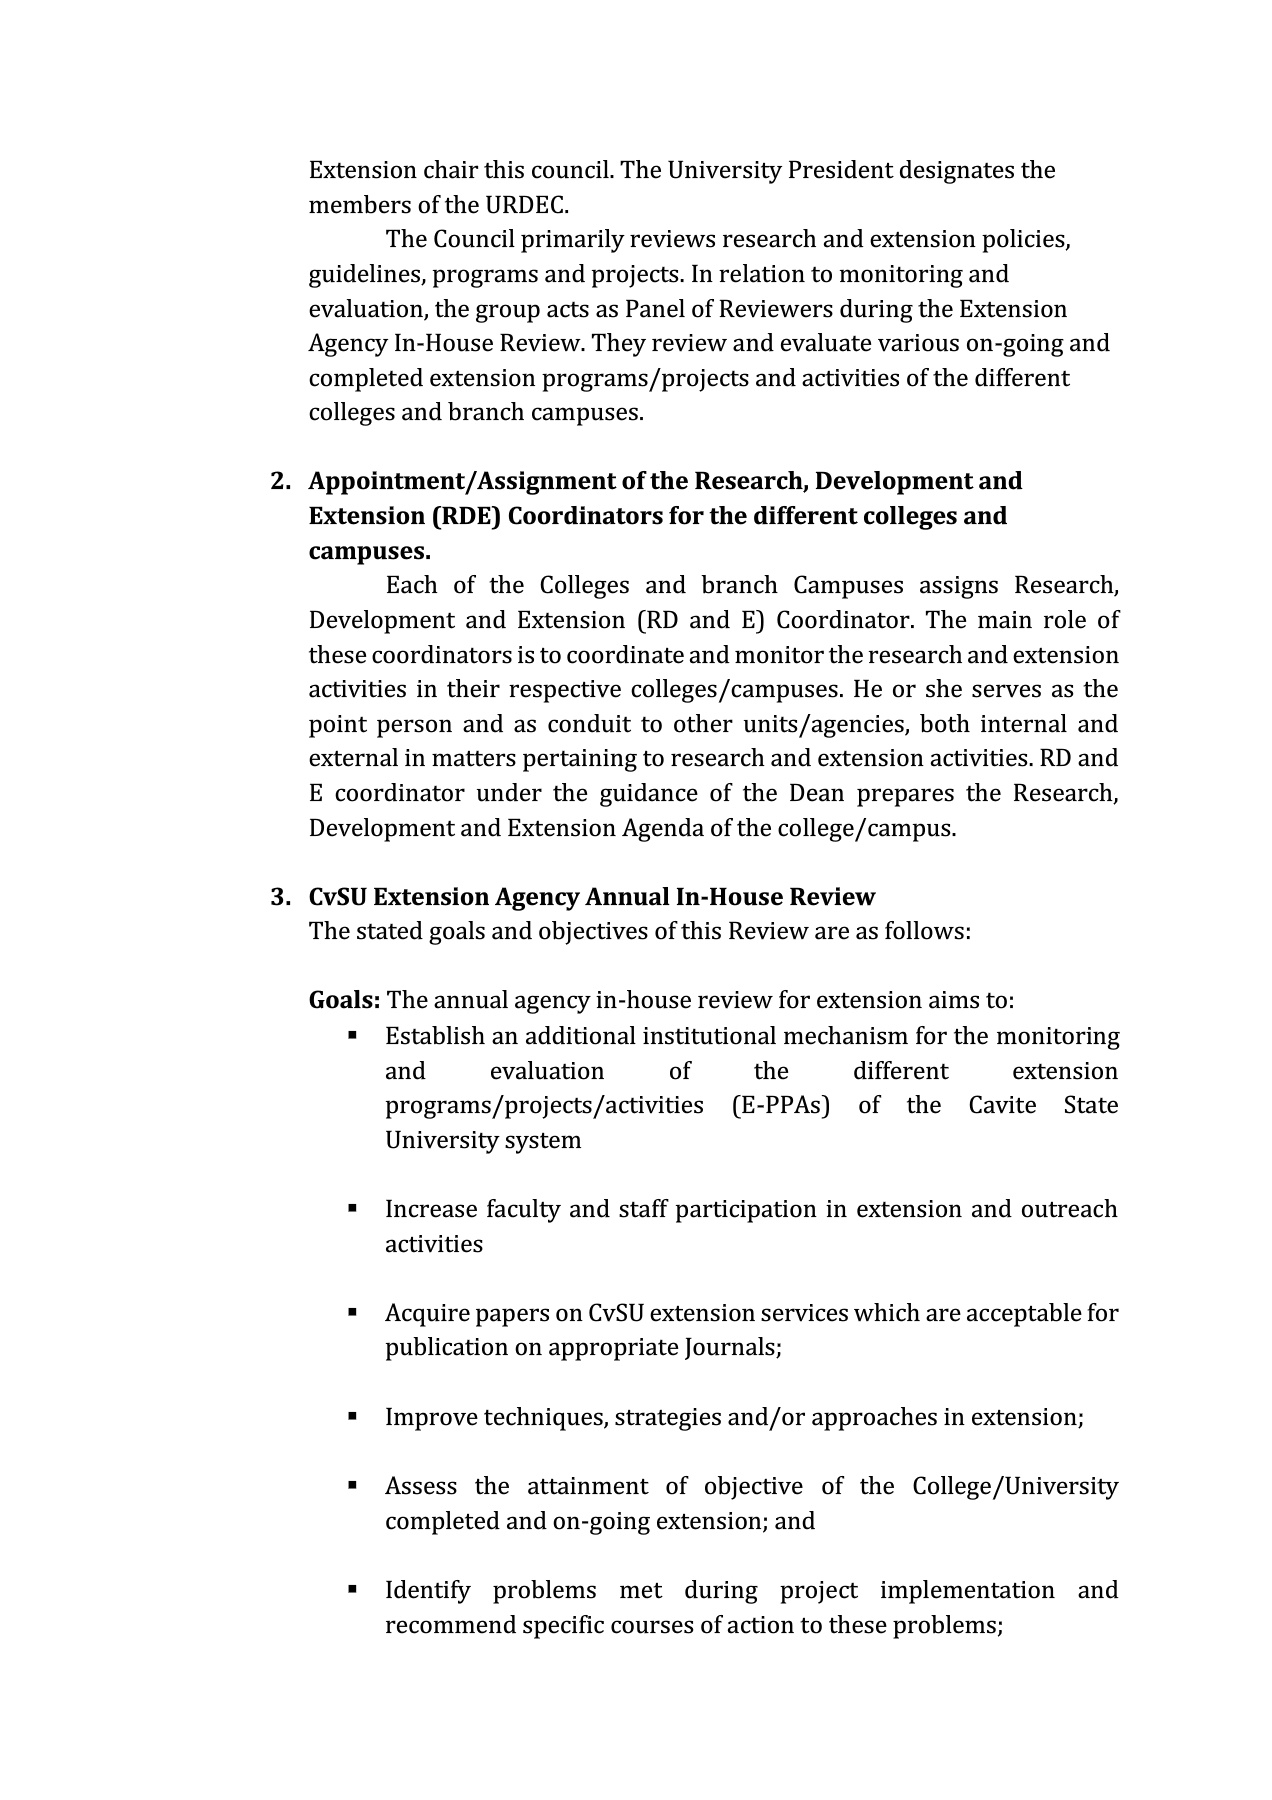 Extension chair this council. The University President designates the
members of the URDEC.
The Council primarily reviews research and extension policies,
guidelines, programs and projects. In relation to monitoring and
evaluation, the group acts as Panel of Reviewers during the Extension
Agency In-House Review. They review and evaluate various on-going and
completed extension programs/projects and activities of the different
colleges and branch campuses.
2. Appointment/Assignment of the Research, Development and
Extension (RDE) Coordinators for the different colleges and
campuses.
Each of the Colleges and branch Campuses assigns Research,
Development and Extension (RD and E) Coordinator. The main role of
these coordinators is to coordinate and monitor the research and extension
activities in their respective colleges/campuses. He or she serves as the
point person and as conduit to other units/agencies, both internal and
external in matters pertaining to research and extension activities. RD and
E coordinator under the guidance of the Dean prepares the Research,
Development and Extension Agenda of the college/campus.
3. CvSU Extension Agency Annual In-House Review
The stated goals and objectives of this Review are as follows:
Goals: The annual agency in-house review for extension aims to:
▪ Establish an additional institutional mechanism for the monitoring
and evaluation of the different extension
programs/projects/activities (E-PPAs) of the Cavite State
University system
▪ Increase faculty and staff participation in extension and outreach
activities
▪ Acquire papers on CvSU extension services which are acceptable for
publication on appropriate Journals;
▪ Improve techniques, strategies and/or approaches in extension;
▪ Assess the attainment of objective of the College/University
completed and on-going extension; and
▪ Identify problems met during project implementation and
recommend specific courses of action to these problems;